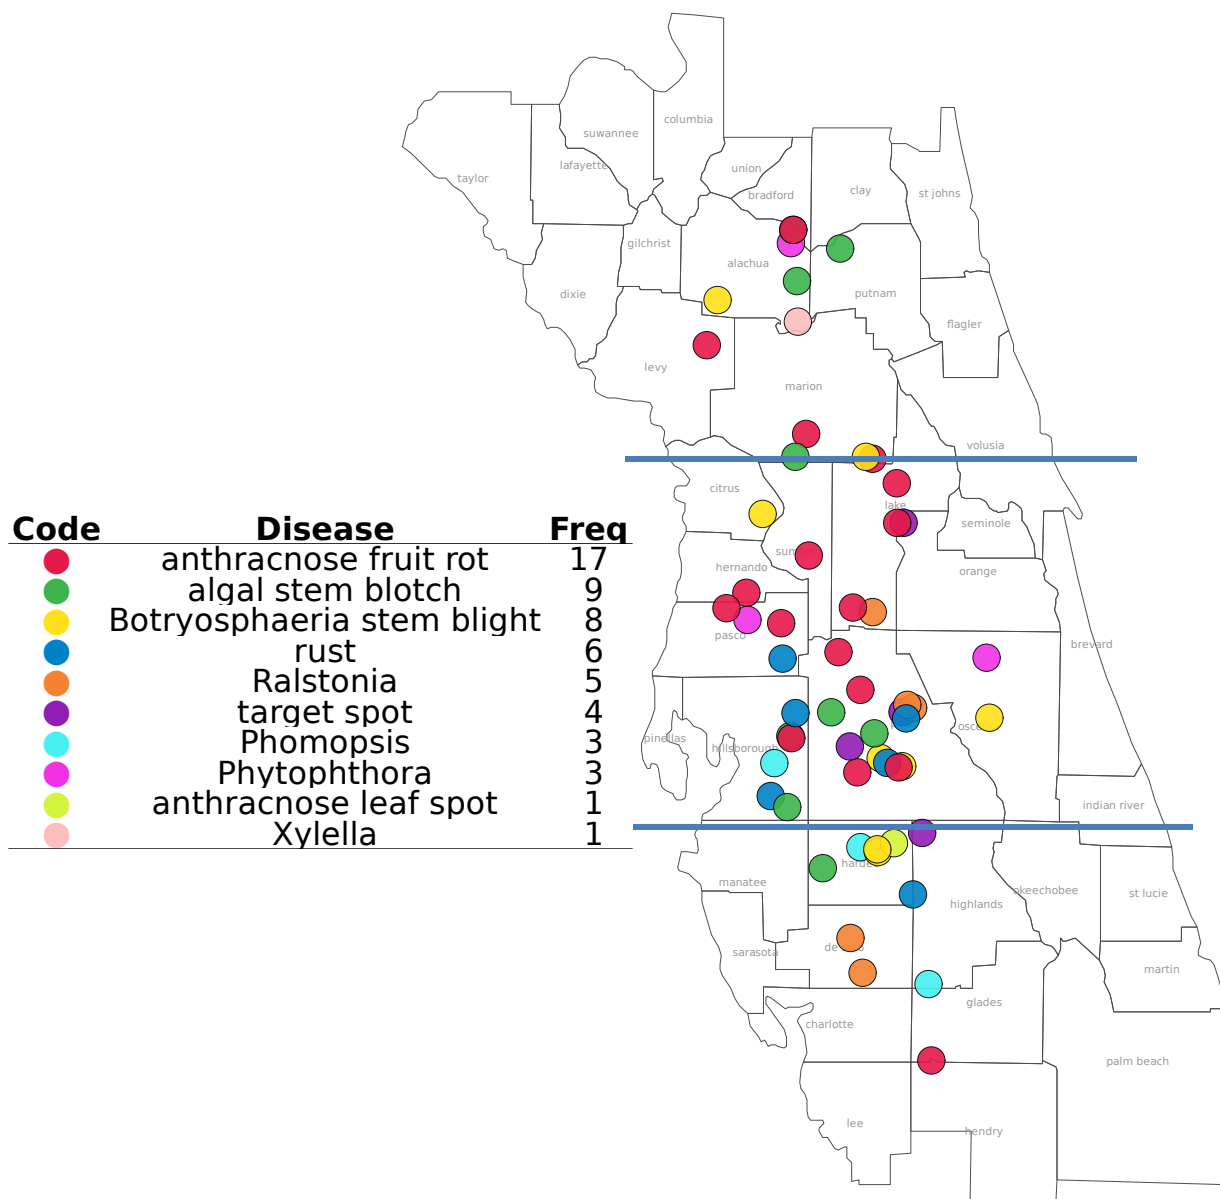 columbia
suwannee
lafayette
union
taylor
bradford
clay
st johns
gilchrist
alachua
dixie
putnam
flagler
levy
marion
volusia
citrus
lake
seminole
hernando
orange
pasco
brevard
pinellas
hillsborough
indian river
manatee
highlands
okeechobee
st lucie
sarasota
martin
glades
charlotte
palm beach
lee
hendry
Code Disease Freq
anthracnose fruit rot 17
algal stem blotch 9
Botryosphaeria stem blight 8
rust 6
Ralstonia 5
target spot 4
Phomopsis 3
Phytophthora 3
anthracnose leaf spot 1
Xylella 1